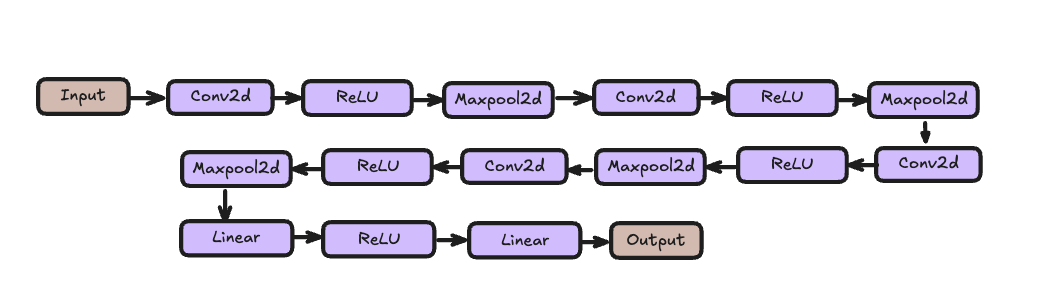 Input Conv2d ReLU Maxpool2d Conv2d ReLU Maxpool2d
Maxpool2d ReLU Conv2d Maxpool2d ReLU Conv2d
Linear ReLU Linear Output